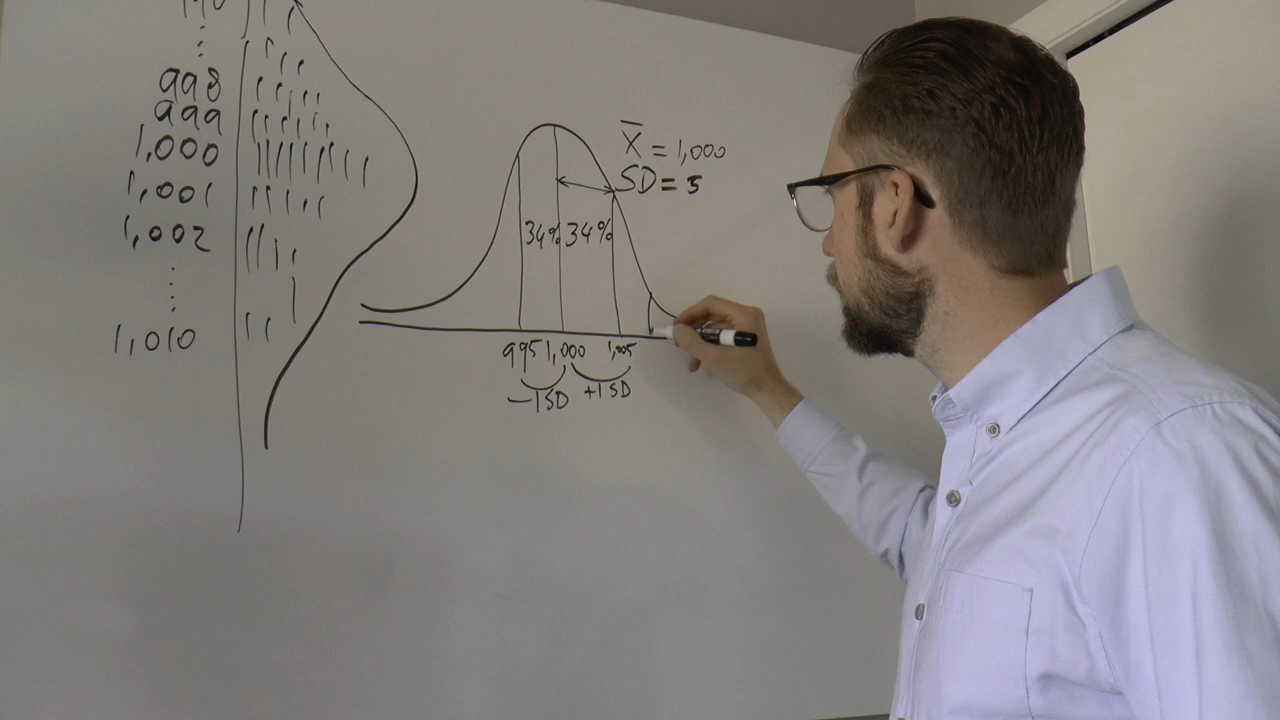 998
999
1,000
1,001
1,002
1,010
X̅ = 1,000
SD = 5
34% 34%
995 1,000 1,005
-1SD +1SD